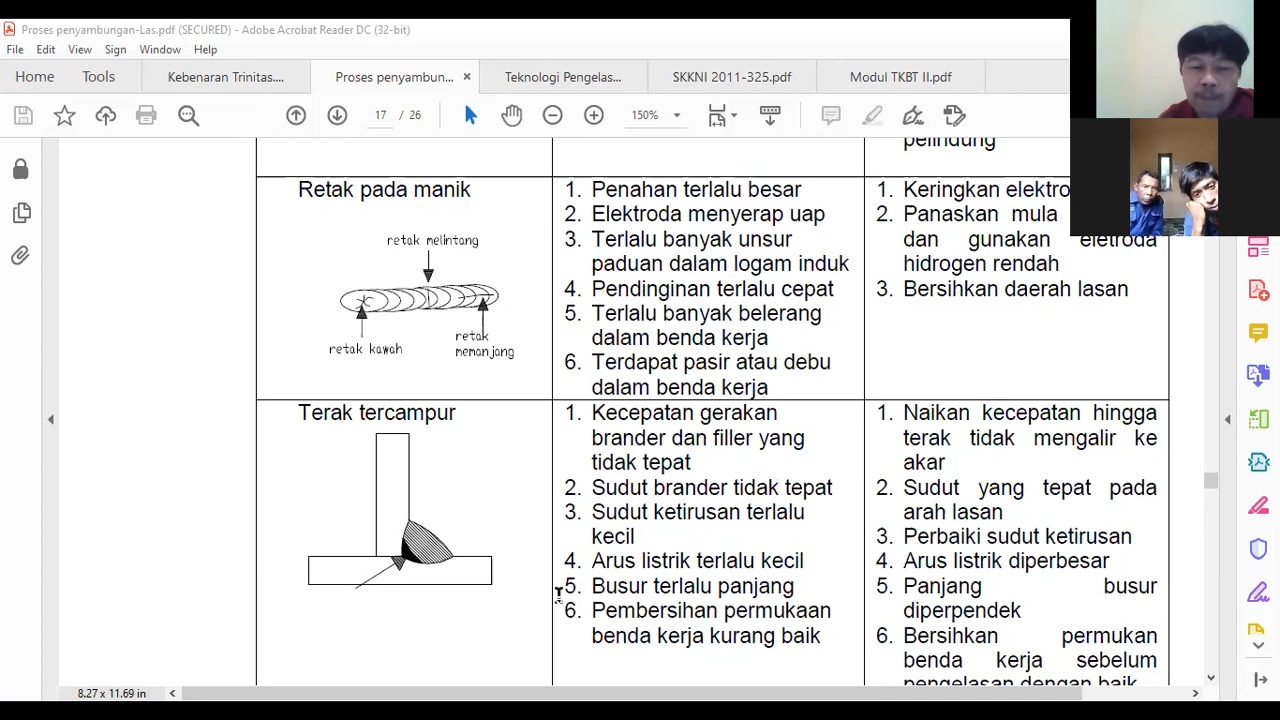 Proses penyambungan-Las.pdf (SECURED) - Adobe Acrobat Reader DC (32-bit)
File Edit View Sign Window Help
Home Tools Kebenaran Trinitas.... Proses penyambun... × Teknologi Pengelas... SKKNI 2011-325.pdf Modul TKBT II.pdf
17 / 26 150%
pelindung
Retak pada manik
retak melintang
retak kawah
retak
memanjang
1. Penahan terlalu besar
2. Elektroda menyerap uap
3. Terlalu banyak unsur
paduan dalam logam induk
4. Pendinginan terlalu cepat
5. Terlalu banyak belerang
dalam benda kerja
6. Terdapat pasir atau debu
dalam benda kerja
1. Keringkan elektro
2. Panaskan mula
dan gunakan eletroda
hidrogen rendah
3. Bersihkan daerah lasan
Terak tercampur
1. Kecepatan gerakan
brander dan filler yang
tidak tepat
2. Sudut brander tidak tepat
3. Sudut ketirusan terlalu
kecil
4. Arus listrik terlalu kecil
5. Busur terlalu panjang
6. Pembersihan permukaan
benda kerja kurang baik
1. Naikan kecepatan hingga
terak tidak mengalir ke
akar
2. Sudut yang tepat pada
arah lasan
3. Perbaiki sudut ketirusan
4. Arus listrik diperbesar
5. Panjang busur
diperpendek
6. Bersihkan permukan
benda kerja sebelum
pengelasan dengan baik
8.27 x 11.69 in